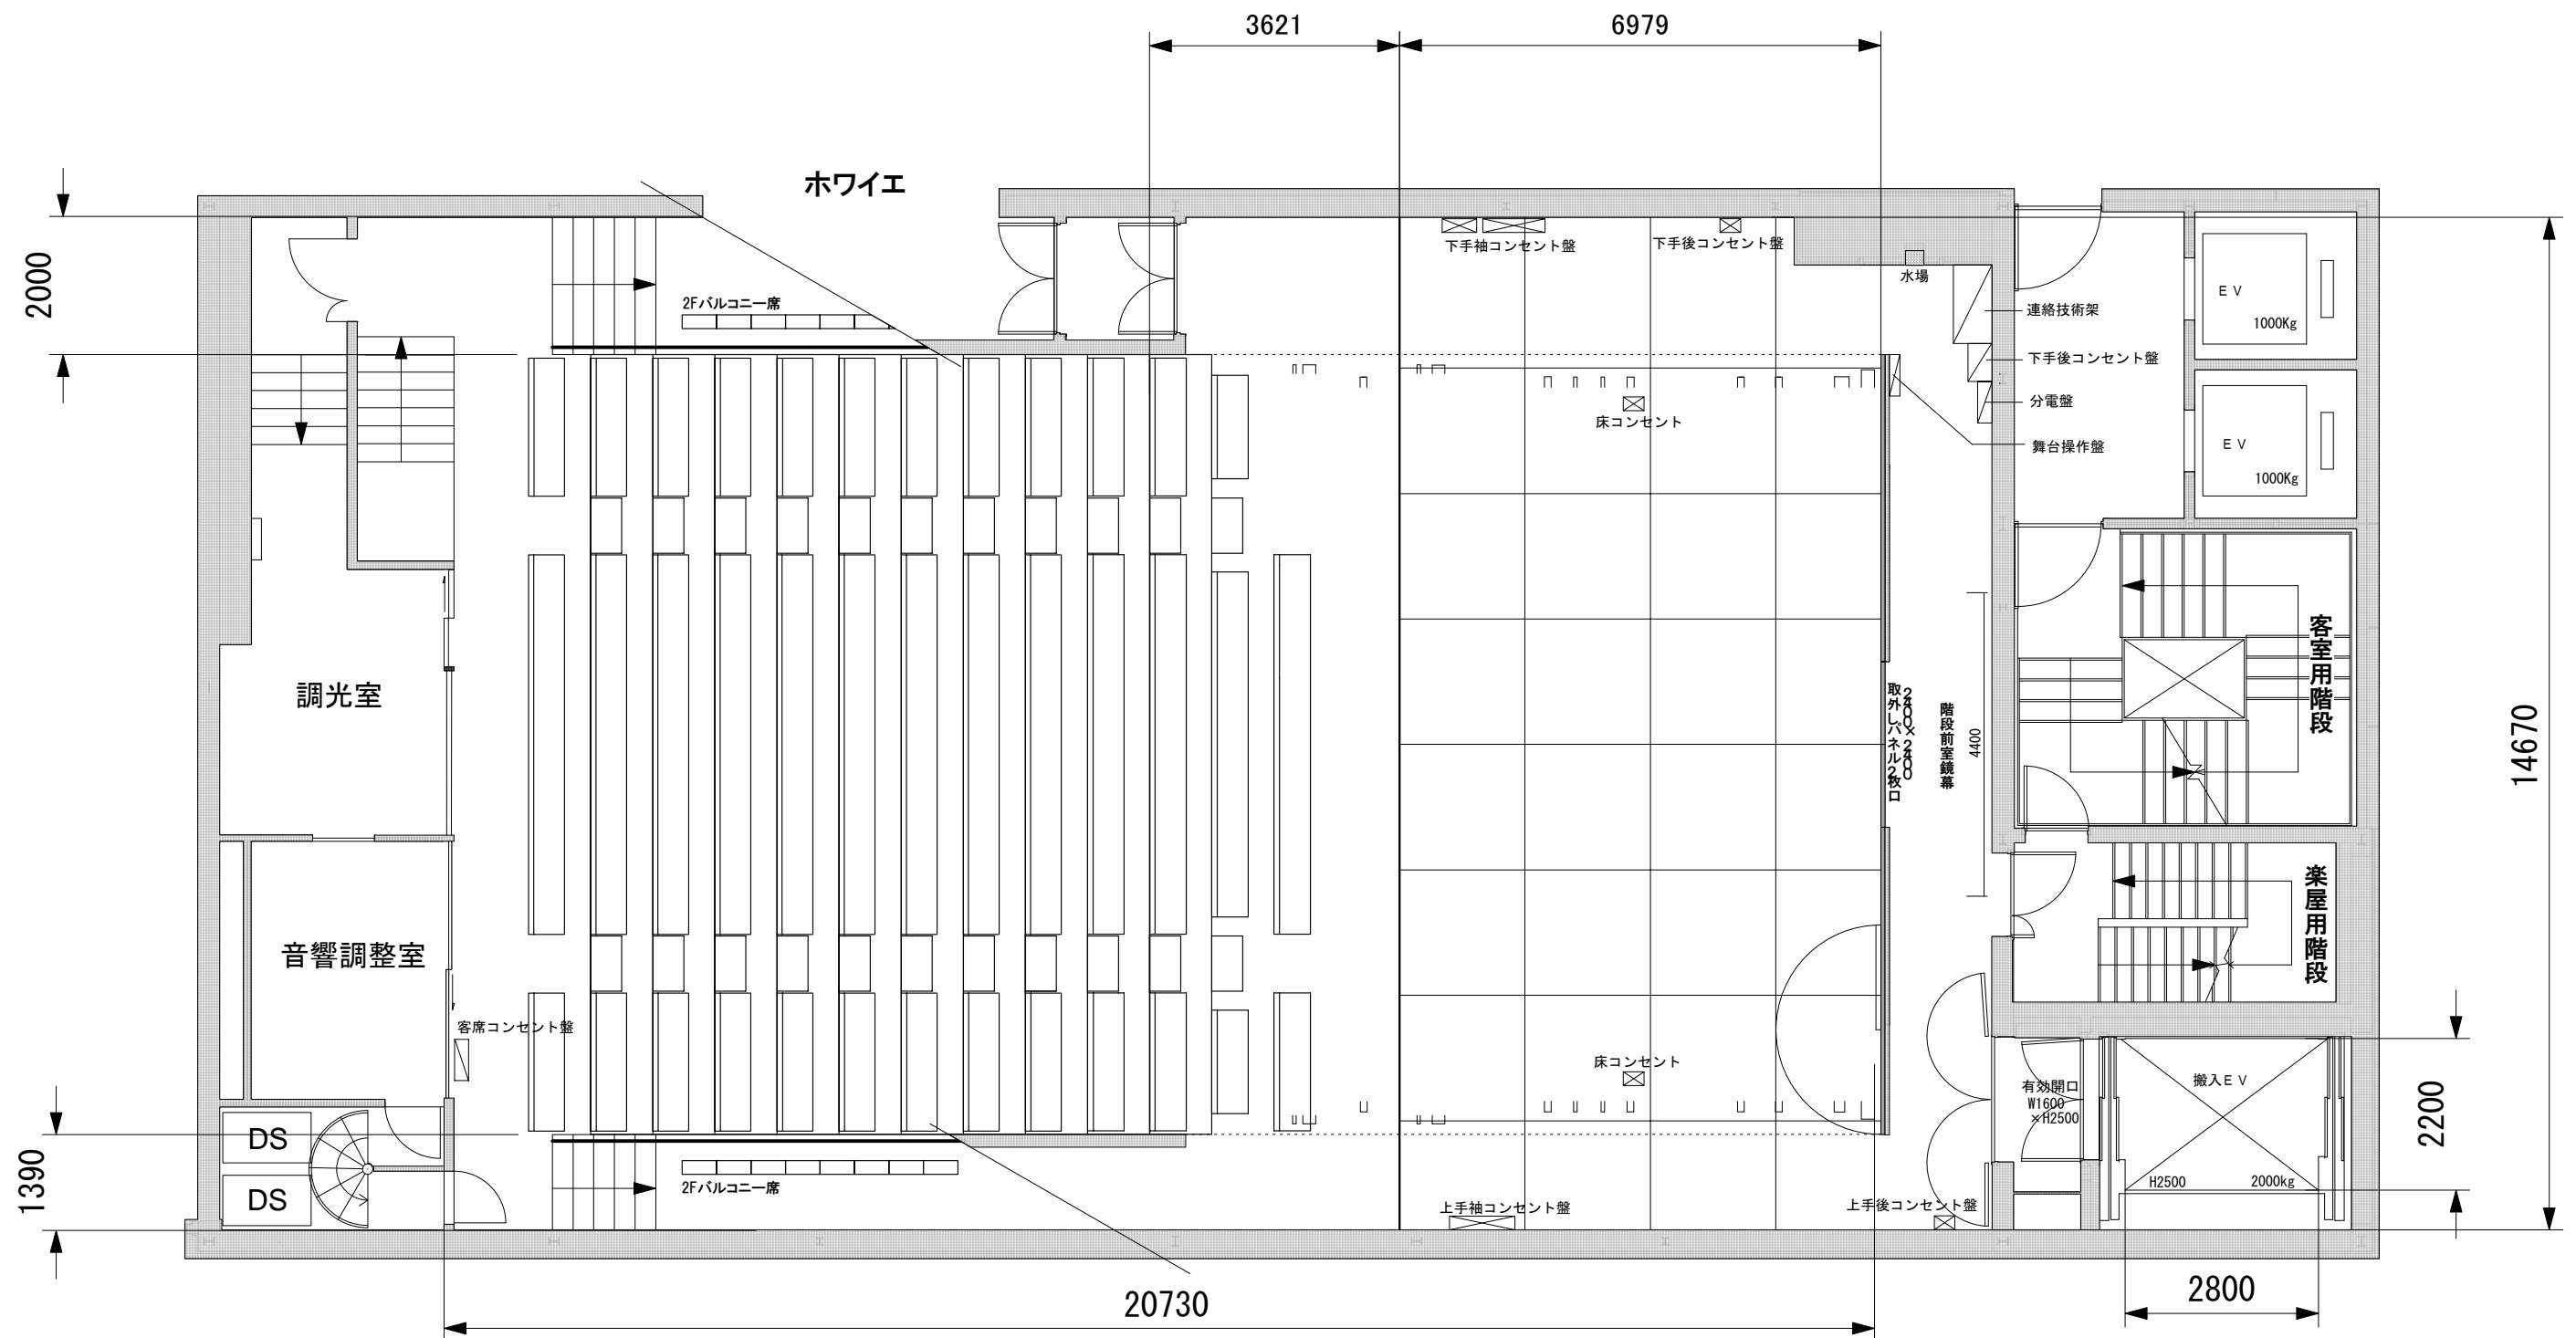 3621
6979
ホワイエ
2000
2Fバルコニー席
下手袖コンセント盤
下手後コンセント盤
水場
連絡技術架
下手後コンセント盤
分電盤
舞台操作盤
EV
1000Kg
EV
1000Kg
床コンセント
調光室
音響調整室
客席コンセント盤
取外しパネル2枚口
2400×2400
階段前室鏡幕
4400
客室用階段
楽屋用階段
14670
床コンセント
有効開口
W1600
×H2500
搬入EV
H2500
2000kg
2200
DS
DS
1390
2Fバルコニー席
上手袖コンセント盤
上手後コンセント盤
20730
2800